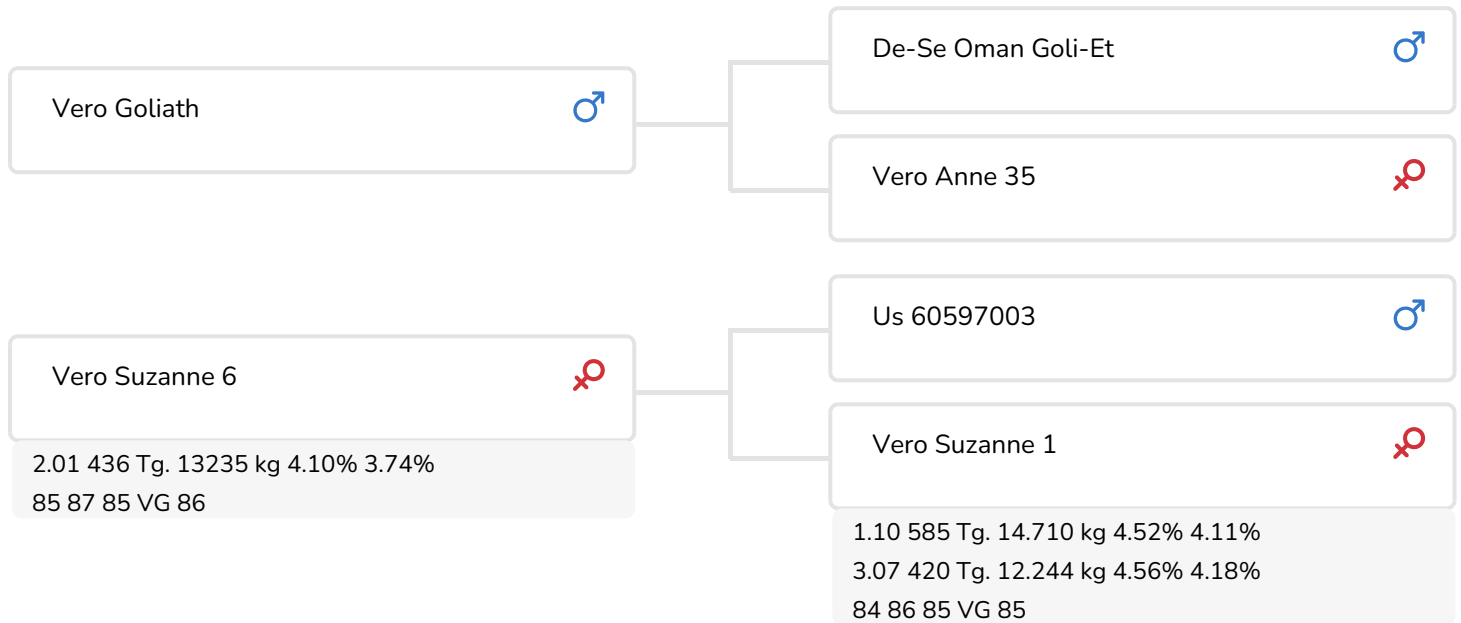 De-Se Oman Goli-Et
Vero Goliath
Vero Anne 35
Us 60597003
Vero Suzanne 6
2.01 436 Tg. 13235 kg 4.10% 3.74%
85 87 85 VG 86
Vero Suzanne 1
1.10 585 Tg. 14.710 kg 4.52% 4.11%
3.07 420 Tg. 12.244 kg 4.56% 4.18%
84 86 85 VG 85